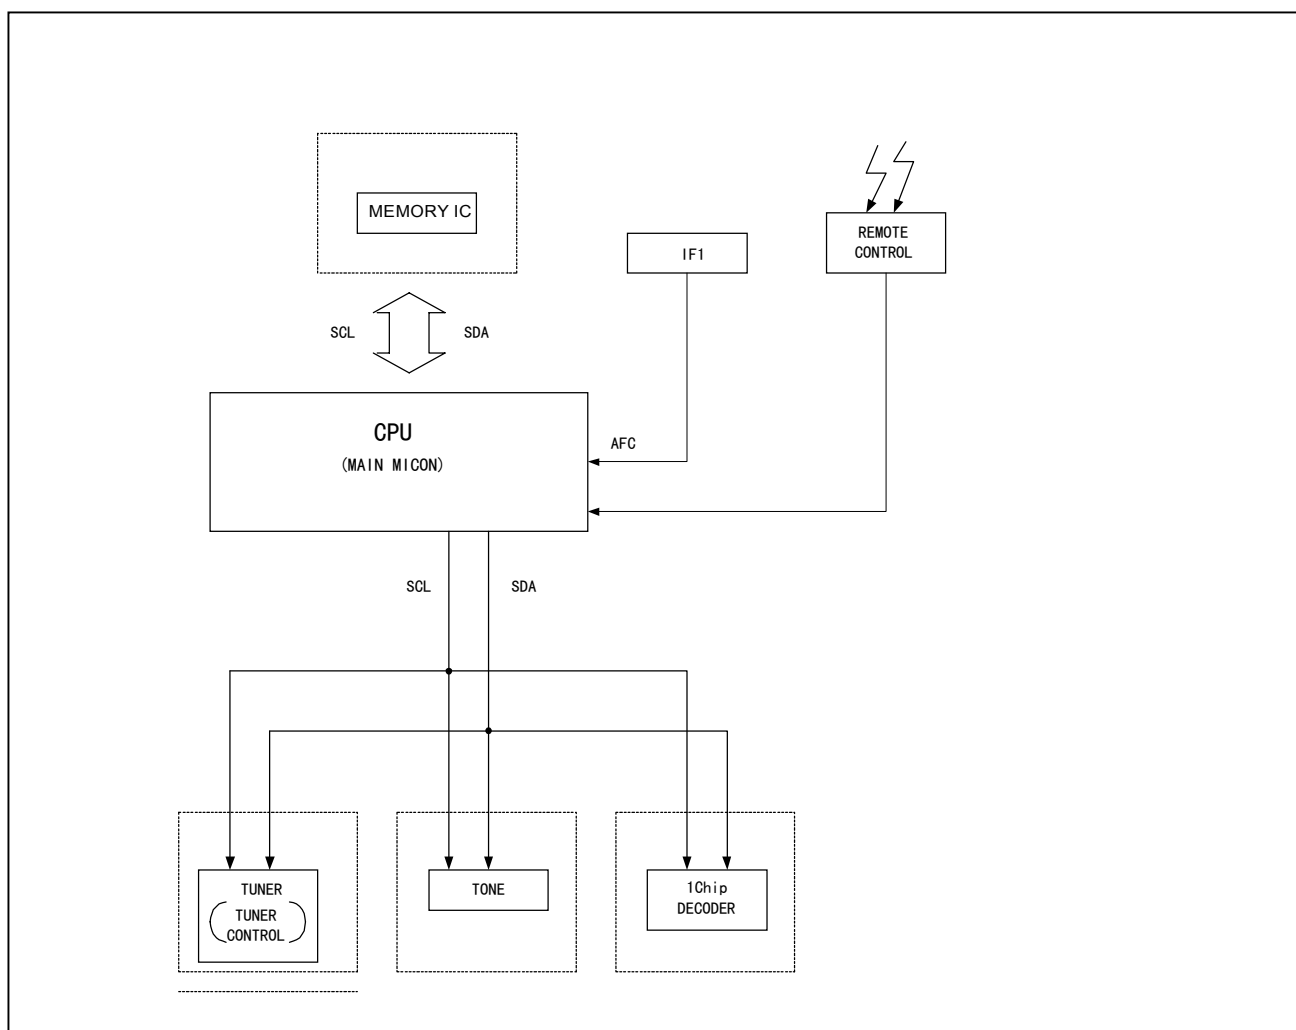 MEMORY IC
REMOTE
CONTROL
IF1
SCL
SDA
CPU
(MAIN MICON)
AFC
SCL
SDA
TUNER
TUNER
CONTROL
TONE
1Chip
DECODER